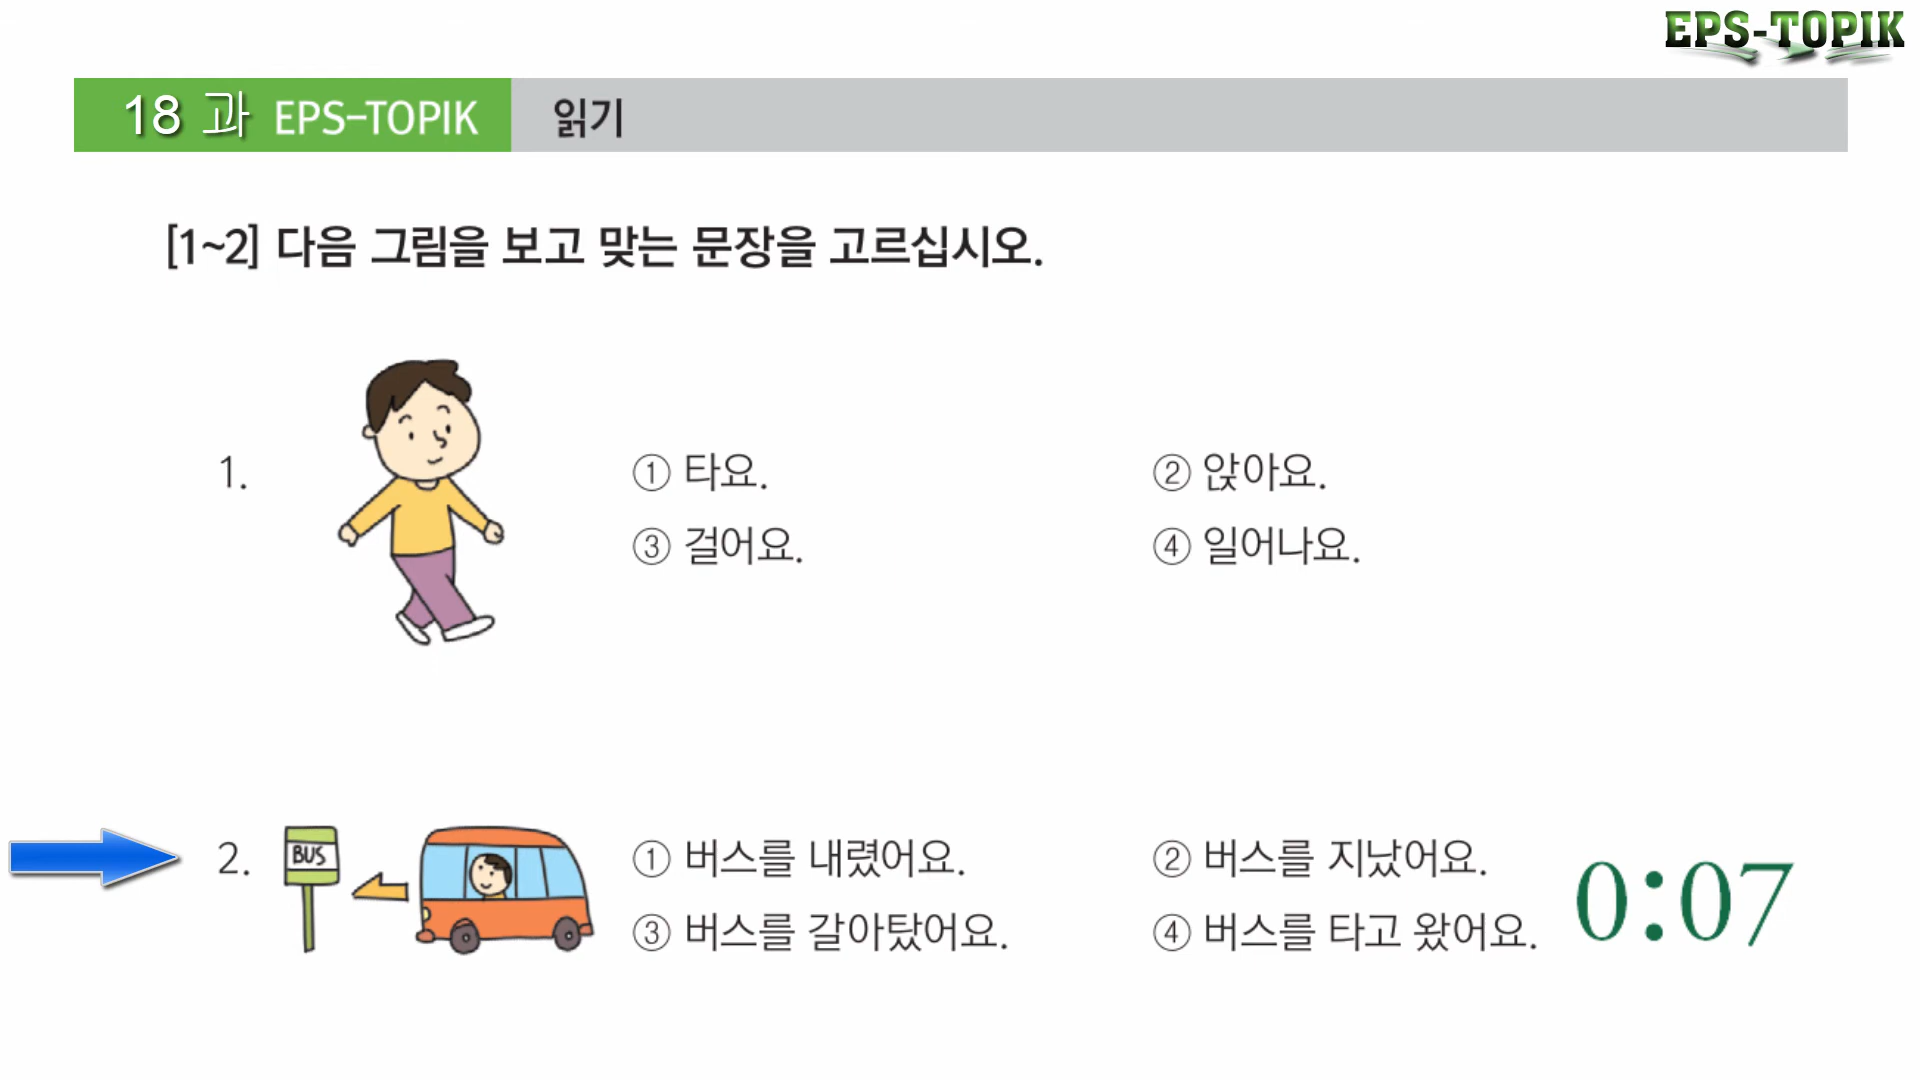 EPS-TOPIK
18 과 EPS-TOPIK 읽기
[1~2] 다음 그림을 보고 맞는 문장을 고르십시오.
1.
① 타요. ② 앉아요.
③ 걸어요. ④ 일어나요.
2.
BUS
① 버스를 내렸어요. ② 버스를 지났어요.
③ 버스를 갈아탔어요. ④ 버스를 타고 왔어요.
0:07